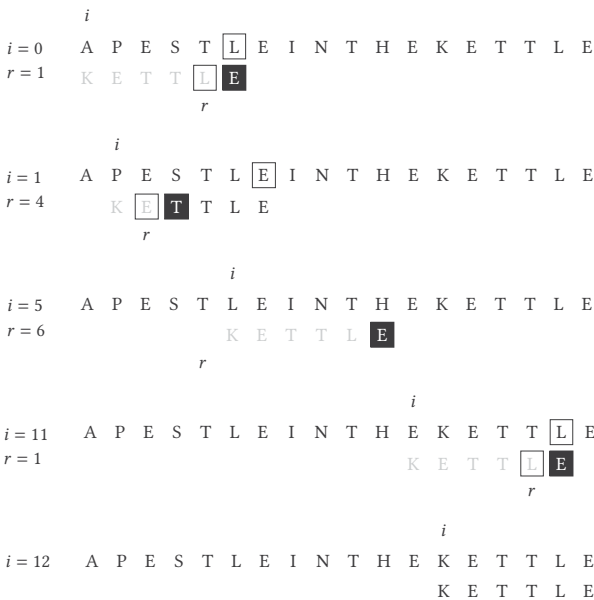 i
i = 0 A P E S T L E I N T H E K E T T L E
r = 1 K E T T L E
r
i
i = 1 A P E S T L E I N T H E K E T T L E
r = 4 K E T T L E
r
i
i = 5 A P E S T L E I N T H E K E T T L E
r = 6 K E T T L E
r
i
i = 11 A P E S T L E I N T H E K E T T L E
r = 1 K E T T L E
r
i
i = 12 A P E S T L E I N T H E K E T T L E
K E T T L E